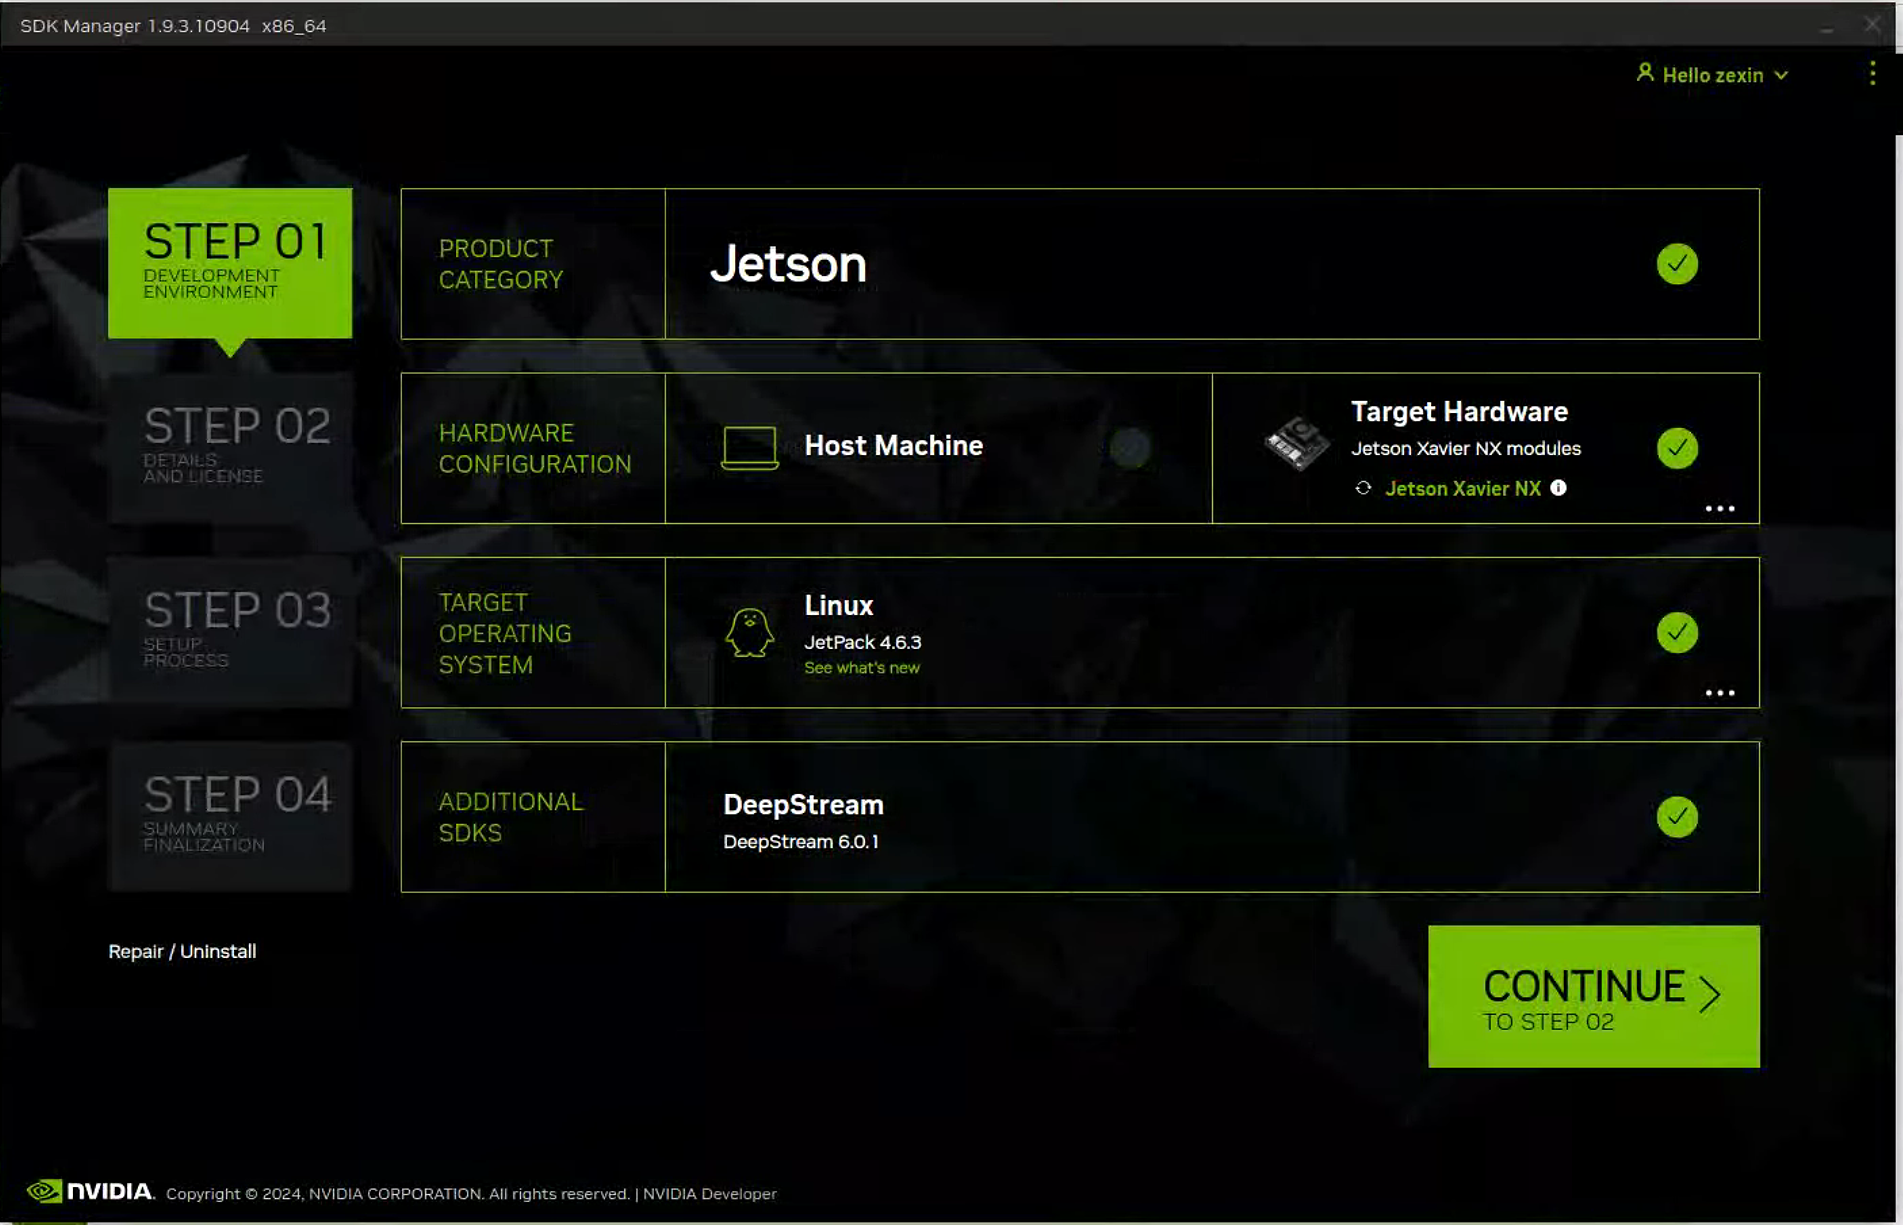 SDK Manager 1.9.3.10904 x86_64
Hello zexin
STEP 01
DEVELOPMENT
ENVIRONMENT
PRODUCT
CATEGORY
Jetson
STEP 02
DETAILS
AND LICENSE
HARDWARE
CONFIGURATION
Host Machine
Target Hardware
Jetson Xavier NX modules
Jetson Xavier NX
STEP 03
SETUP
PROCESS
TARGET
OPERATING
SYSTEM
Linux
JetPack 4.6.3
See what's new
STEP 04
SUMMARY
FINALIZATION
ADDITIONAL
SDKS
DeepStream
DeepStream 6.0.1
Repair / Uninstall
CONTINUE
TO STEP 02
NVIDIA. Copyright © 2024, NVIDIA CORPORATION. All rights reserved. | NVIDIA Developer